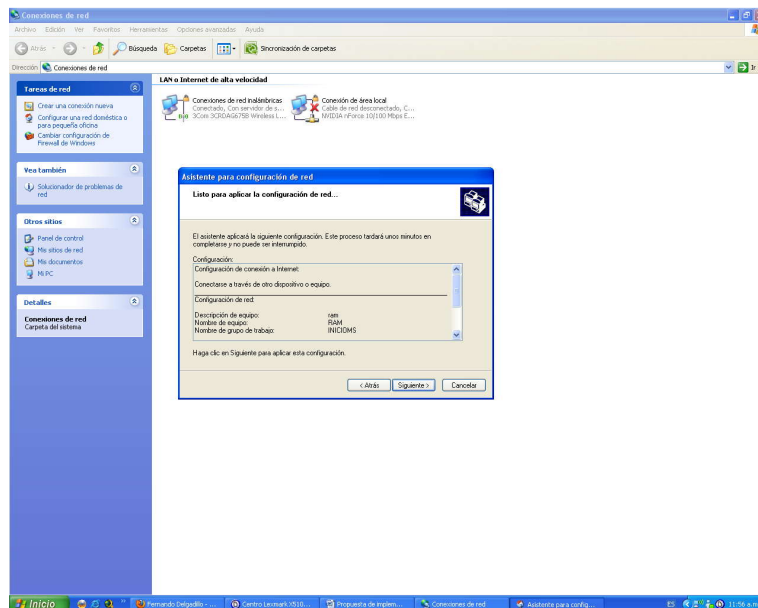 Conexiones de red
Archivo Edición Ver Favoritos Herramientas Opciones avanzadas Ayuda
Atrás Búsqueda Carpetas Sincronización de carpetas
Dirección Conexiones de red Ir
Tareas de red
Crear una conexión nueva
Configurar una red doméstica o
para pequeña oficina
Cambiar configuración de
Firewall de Windows
Vea también
Solucionador de problemas de
red
Otros sitios
Panel de control
Mis sitios de red
Mis documentos
Mi PC
Detalles
Conexiones de red
Carpeta del sistema
LAN o Internet de alta velocidad
Conexiones de red inalámbricas
Conectado, Con servidor de s...
3Com 3CRDAG675B Wireless L...
Conexión de área local
Cable de red desconectado, C...
NVIDIA nForce 10/100 Mbps E...
Asistente para configuración de red
Listo para aplicar la configuración de red...
El asistente aplicará la siguiente configuración. Este proceso tardará unos minutos en
completarse y no puede ser interrumpido.
Configuración:
Configuración de conexión a Internet:
Conectarse a través de otro dispositivo o equipo.
Configuración de red:
Descripción de equipo: ram
Nombre de equipo: RAM
Nombre de grupo de trabajo: INICIOMS
Haga clic en Siguiente para aplicar esta configuración.
< Atrás Siguiente > Cancelar
Inicio Fernando Delgadillo - ... Centro Lexmark X510... Propuesta de implem... Conexiones de red Asistente para config... ES 11:56 a.m.